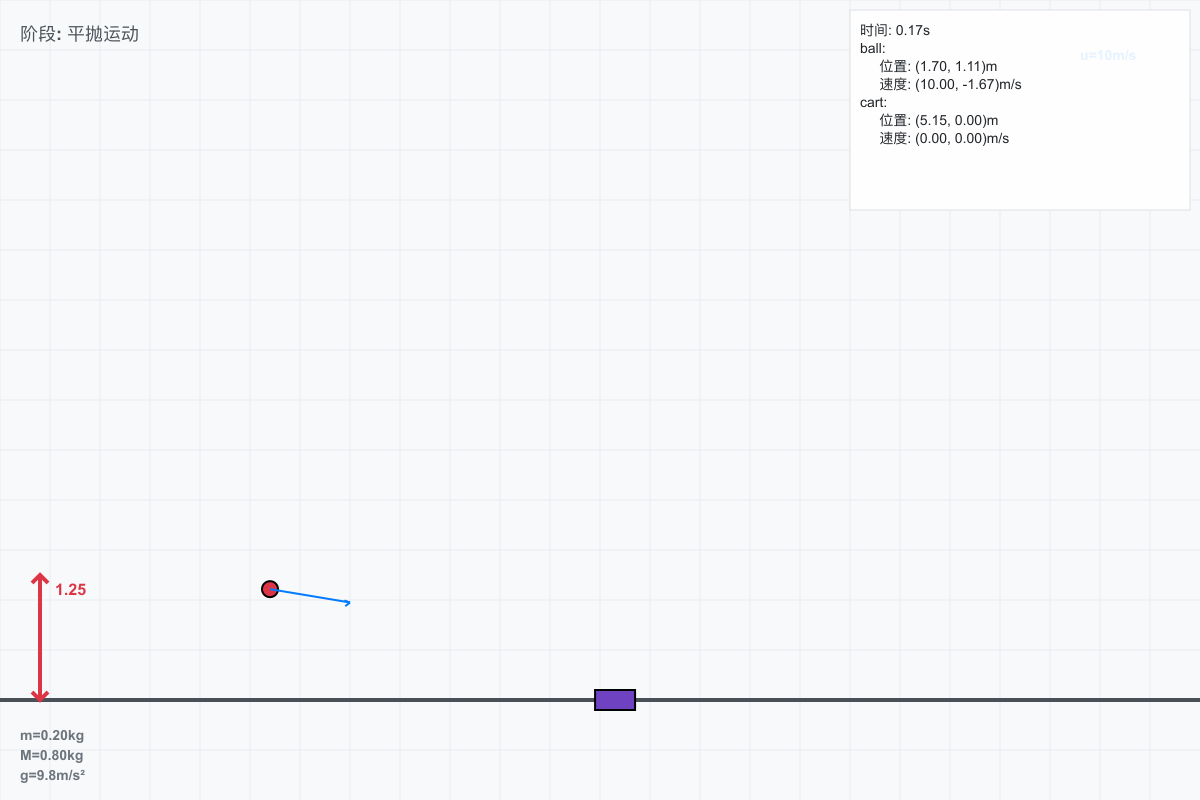 阶段: 平抛运动
时间: 0.17s
u=10m/s
ball:
位置: (1.70, 1.11)m
速度: (10.00, -1.67)m/s
cart:
位置: (5.15, 0.00)m
速度: (0.00, 0.00)m/s
1.25
m=0.20kg
M=0.80kg
g=9.8m/s²